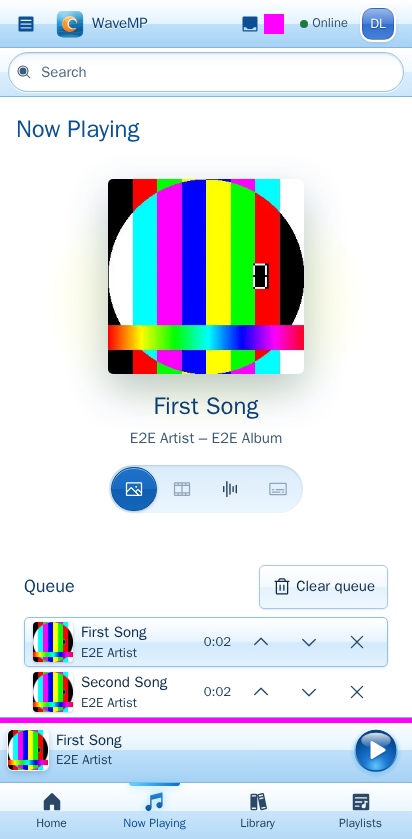 WaveMP
Online
DL
Search
Now Playing
First Song
E2E Artist – E2E Album
Queue
Clear queue
First Song
E2E Artist
0:02
Second Song
E2E Artist
0:02
First Song
E2E Artist
Home
Now Playing
Library
Playlists